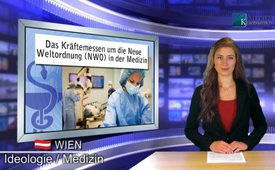 Das Kräftemessen um die Neue
Weltordnung (NWO) in der Medizin
WIEN
Ideologie / Medizin